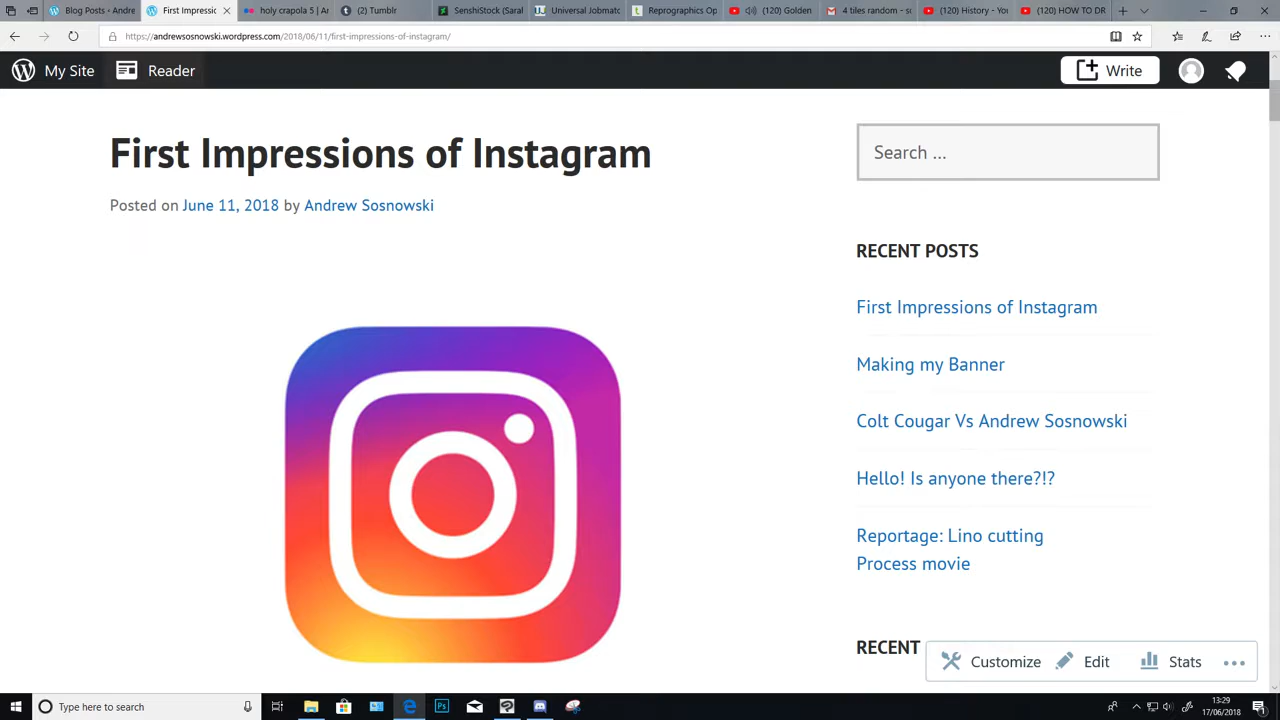 Blog Posts ‹ Andre
First Impressic
holy crapola 5 | Ar
(2) Tumblr
SenshiStock (Saral
Universal Jobmatc
Reprographics Op
(120) Golden
4 tiles random - sc
(120) History - You
(120) HOW TO DR
https://andrewsosnowski.wordpress.com/2018/06/11/first-impressions-of-instagram/
My Site
Reader
Write
First Impressions of Instagram
Posted on June 11, 2018 by Andrew Sosnowski
Search ...
RECENT POSTS
First Impressions of Instagram
Making my Banner
Colt Cougar Vs Andrew Sosnowski
Hello! Is anyone there?!?
Reportage: Lino cutting
Process movie
RECENT
Customize
Edit
Stats
Type here to search
13:29
17/06/2018